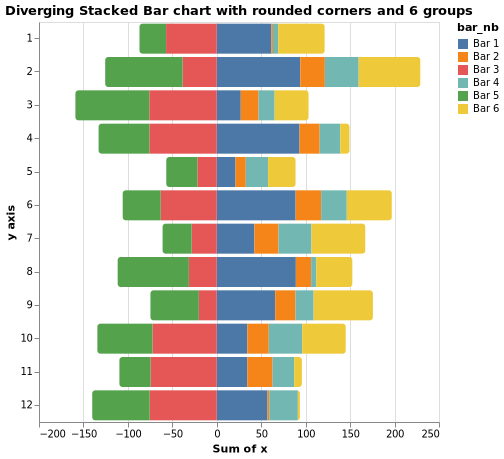 Diverging Stacked Bar chart with rounded corners and 6 groups
bar_nb
Bar 1
Bar 2
Bar 3
Bar 4
Bar 5
Bar 6
y axis
1
2
3
4
5
6
7
8
9
10
11
12
−200 −150 −100 −50 0 50 100 150 200 250
Sum of x